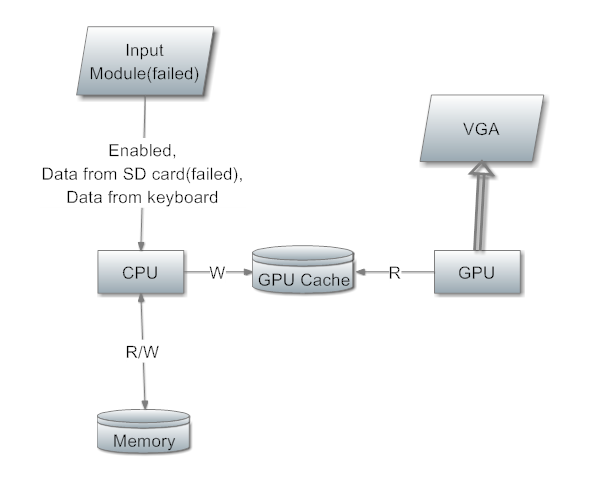 Input
Module(failed)
VGA
Enabled,
Data from SD card(failed),
Data from keyboard
CPU
W
GPU Cache
R
GPU
R/W
Memory